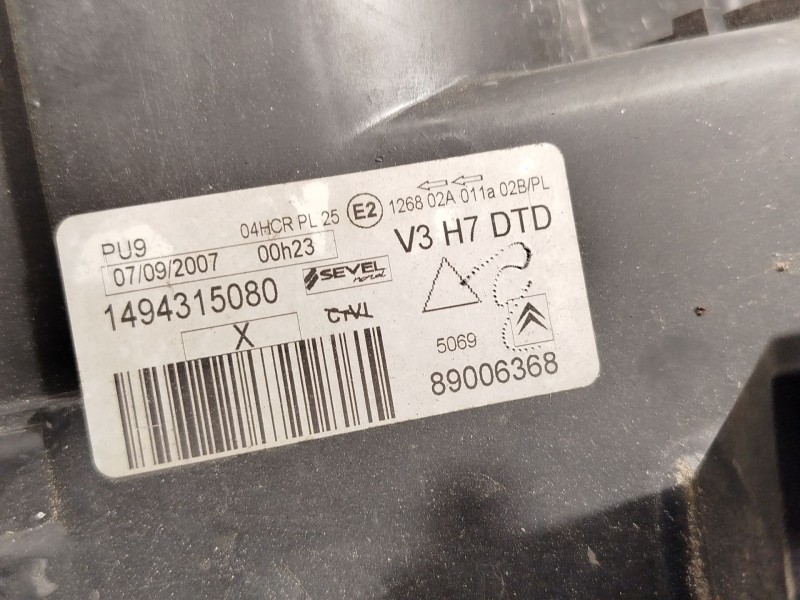 04HCR PL 25 E2 1268 02A 011a 02B/PL
PU9
V3 H7 DTD
07/09/2007 00h23
SEVEL nord
1494315080
X
5069
89006368